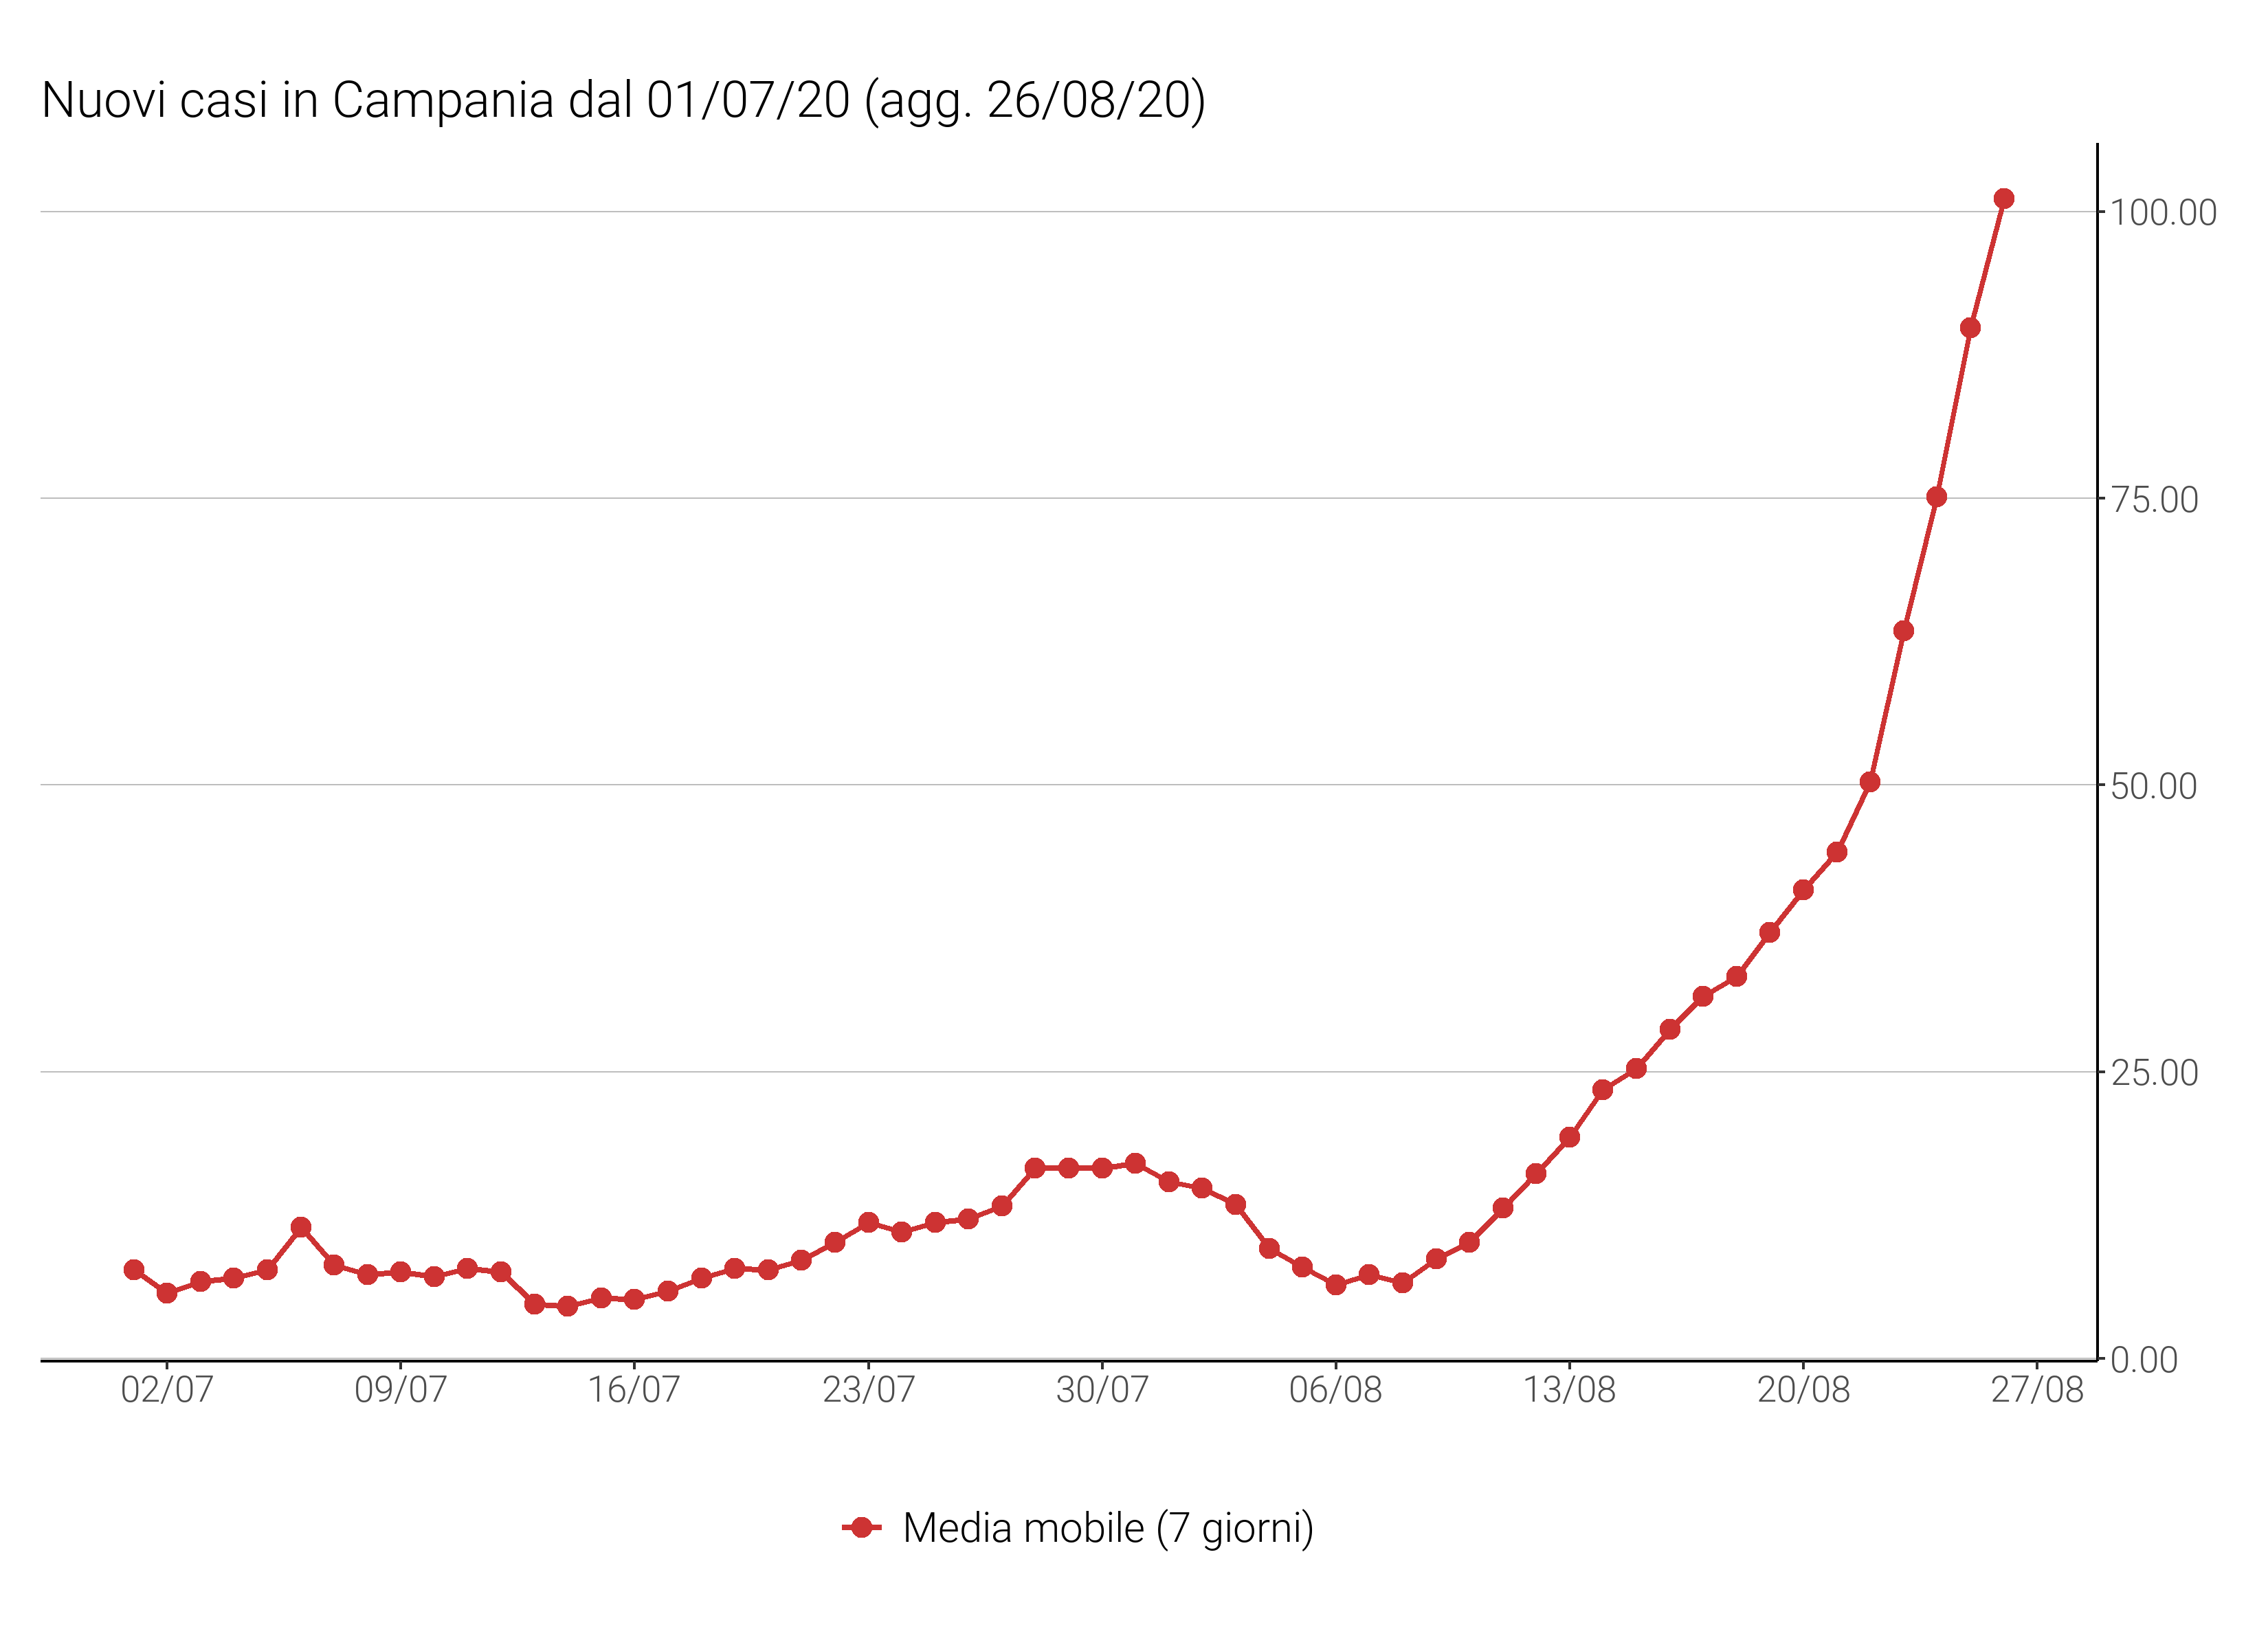 Nuovi casi in Campania dal 01/07/20 (agg. 26/08/20)
100.00
75.00
50.00
25.00
0.00
02/07 09/07 16/07 23/07 30/07 06/08 13/08 20/08 27/08
Media mobile (7 giorni)